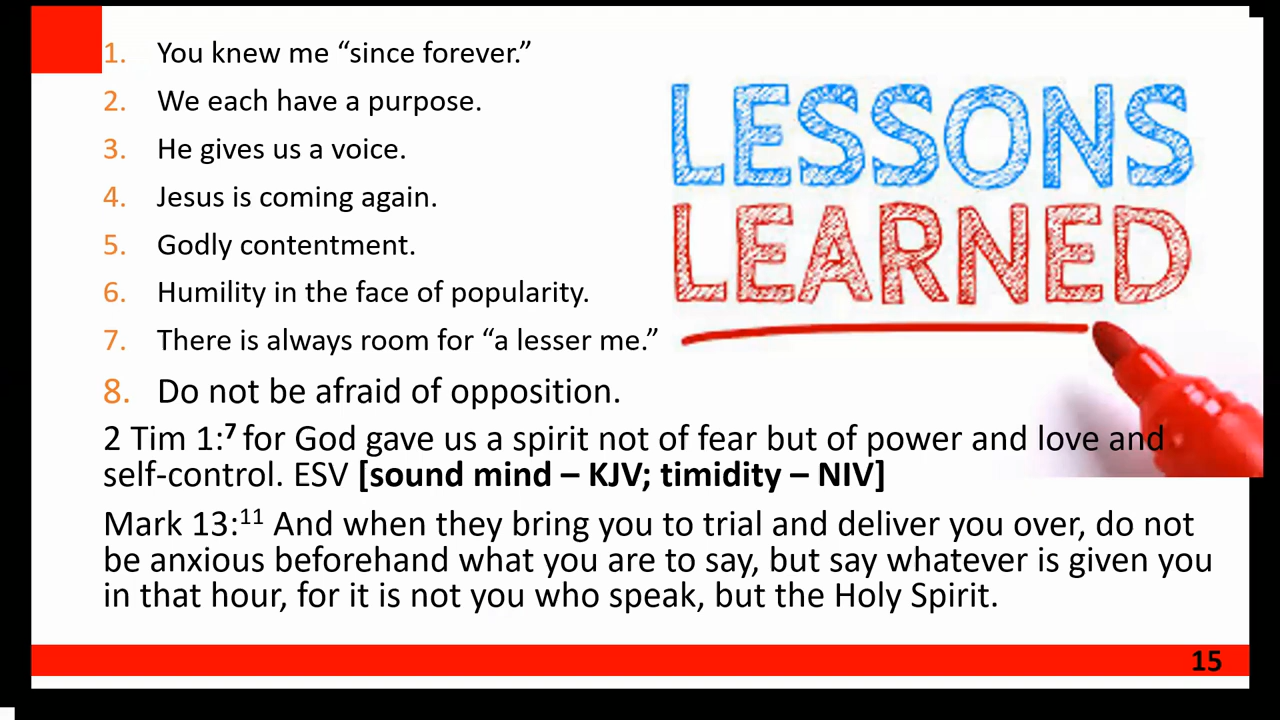 1. You knew me “since forever.”
2. We each have a purpose.
3. He gives us a voice.
4. Jesus is coming again.
5. Godly contentment.
6. Humility in the face of popularity.
7. There is always room for “a lesser me.”
8. Do not be afraid of opposition.
LESSONS
LEARNED
2 Tim 1:⁷ for God gave us a spirit not of fear but of power and love and
self-control. ESV [sound mind – KJV; timidity – NIV]
Mark 13:¹¹ And when they bring you to trial and deliver you over, do not
be anxious beforehand what you are to say, but say whatever is given you
in that hour, for it is not you who speak, but the Holy Spirit.
15